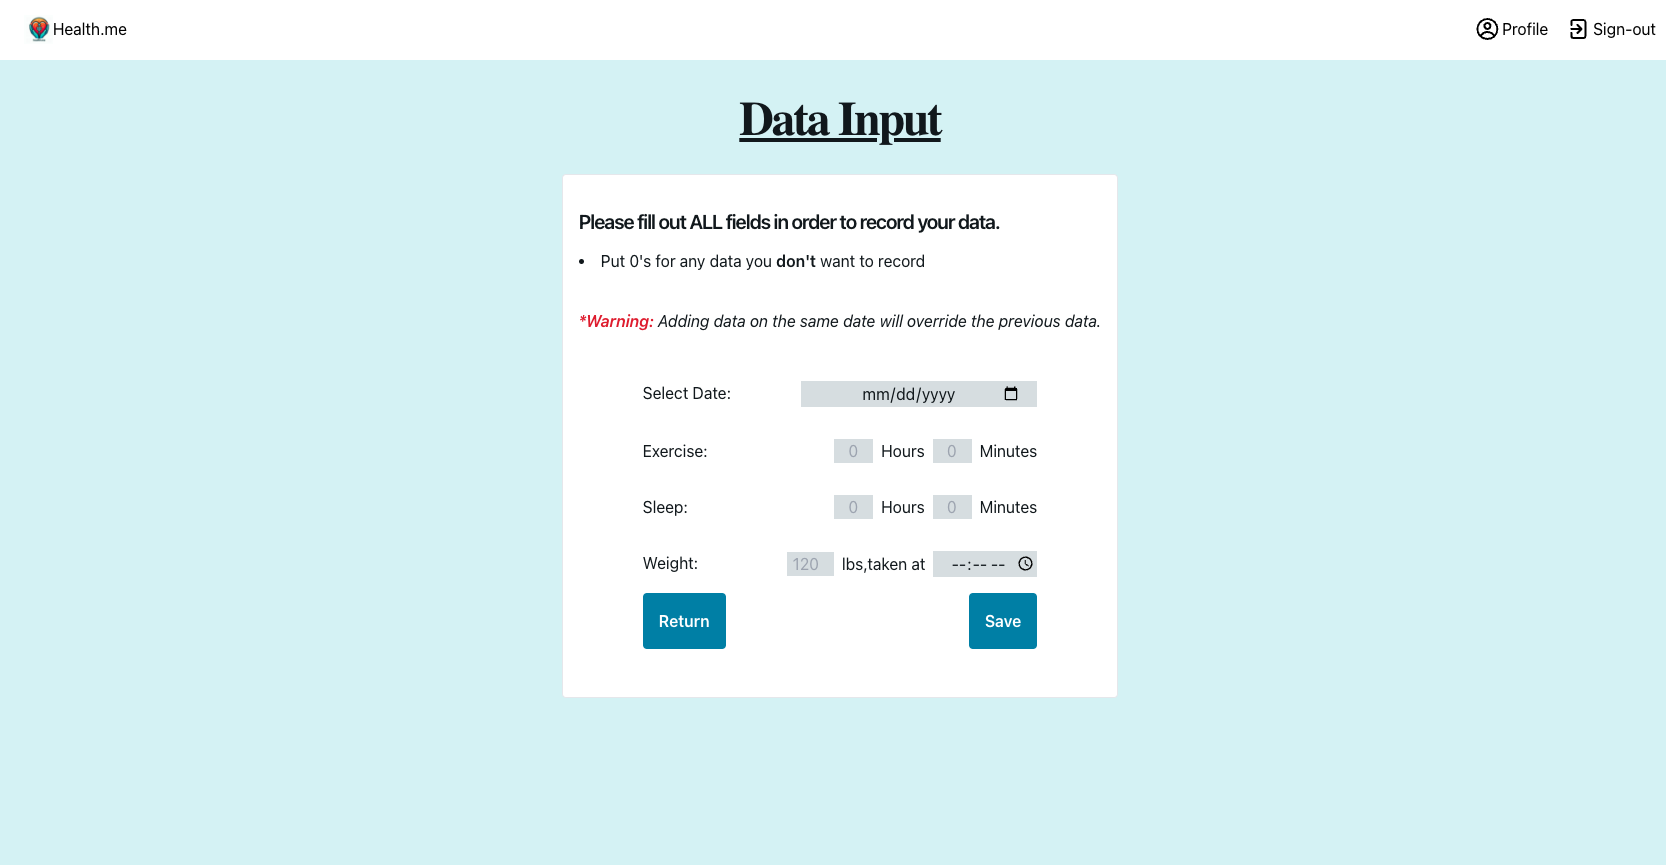 Health.me
Profile
Sign-out
Data Input
Please fill out ALL fields in order to record your data.
• Put 0's for any data you don't want to record
*Warning: Adding data on the same date will override the previous data.
Select Date: mm/dd/yyyy
Exercise: 0 Hours 0 Minutes
Sleep: 0 Hours 0 Minutes
Weight: 120 lbs,taken at --:-- --
Return Save